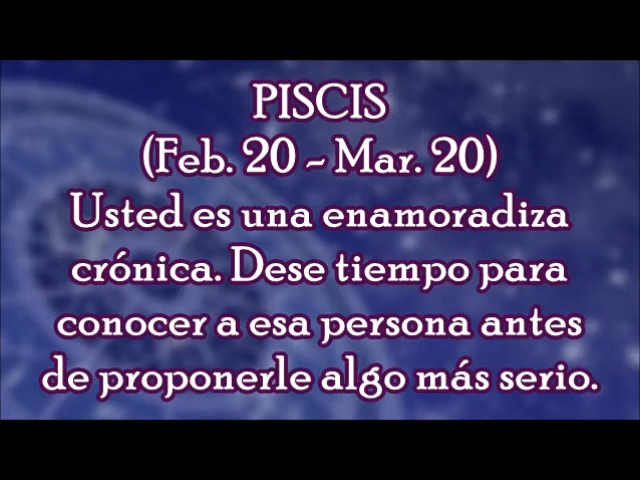 PISCIS
(Feb. 20 - Mar. 20)
Usted es una enamoradiza
crónica. Dese tiempo para
conocer a esa persona antes
de proponerle algo más serio.